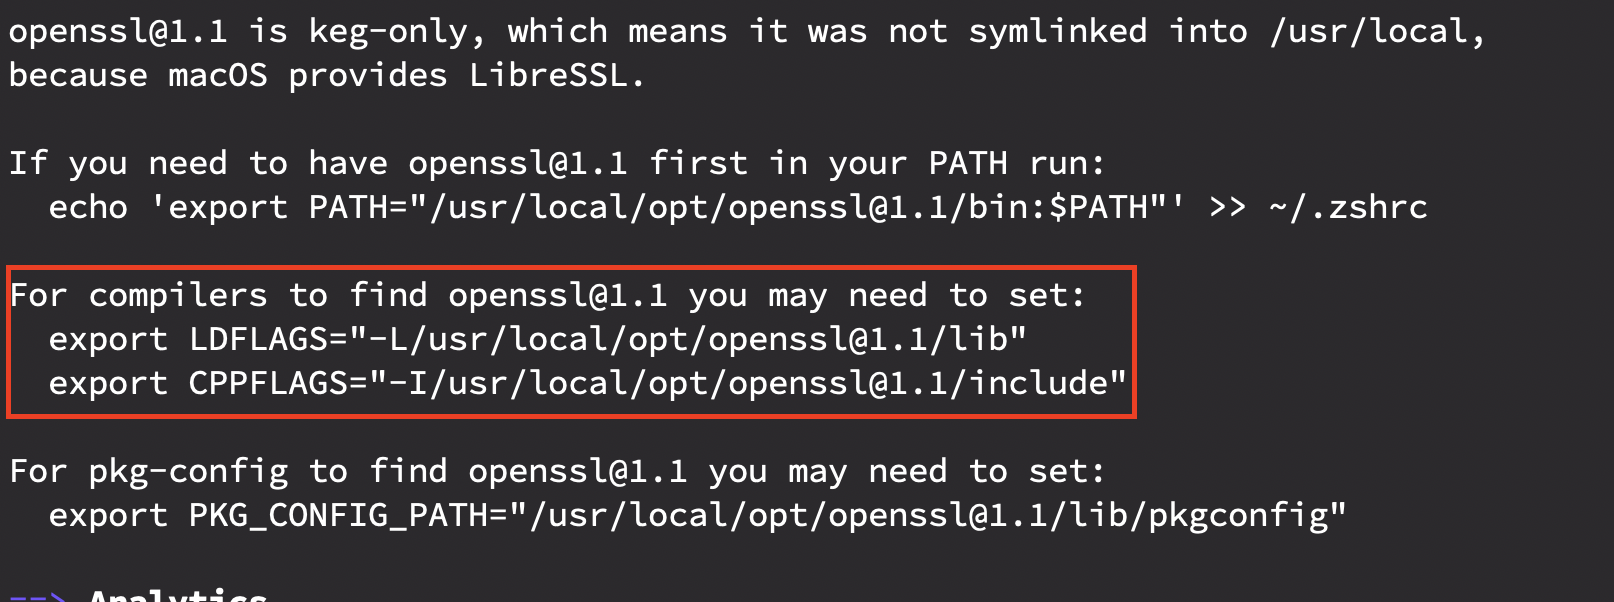 openssl@1.1 is keg-only, which means it was not symlinked into /usr/local,
because macOS provides LibreSSL.
If you need to have openssl@1.1 first in your PATH run:
  echo 'export PATH="/usr/local/opt/openssl@1.1/bin:$PATH"' >> ~/.zshrc
For compilers to find openssl@1.1 you may need to set:
  export LDFLAGS="-L/usr/local/opt/openssl@1.1/lib"
  export CPPFLAGS="-I/usr/local/opt/openssl@1.1/include"
For pkg-config to find openssl@1.1 you may need to set:
  export PKG_CONFIG_PATH="/usr/local/opt/openssl@1.1/lib/pkgconfig"
==> Analytics